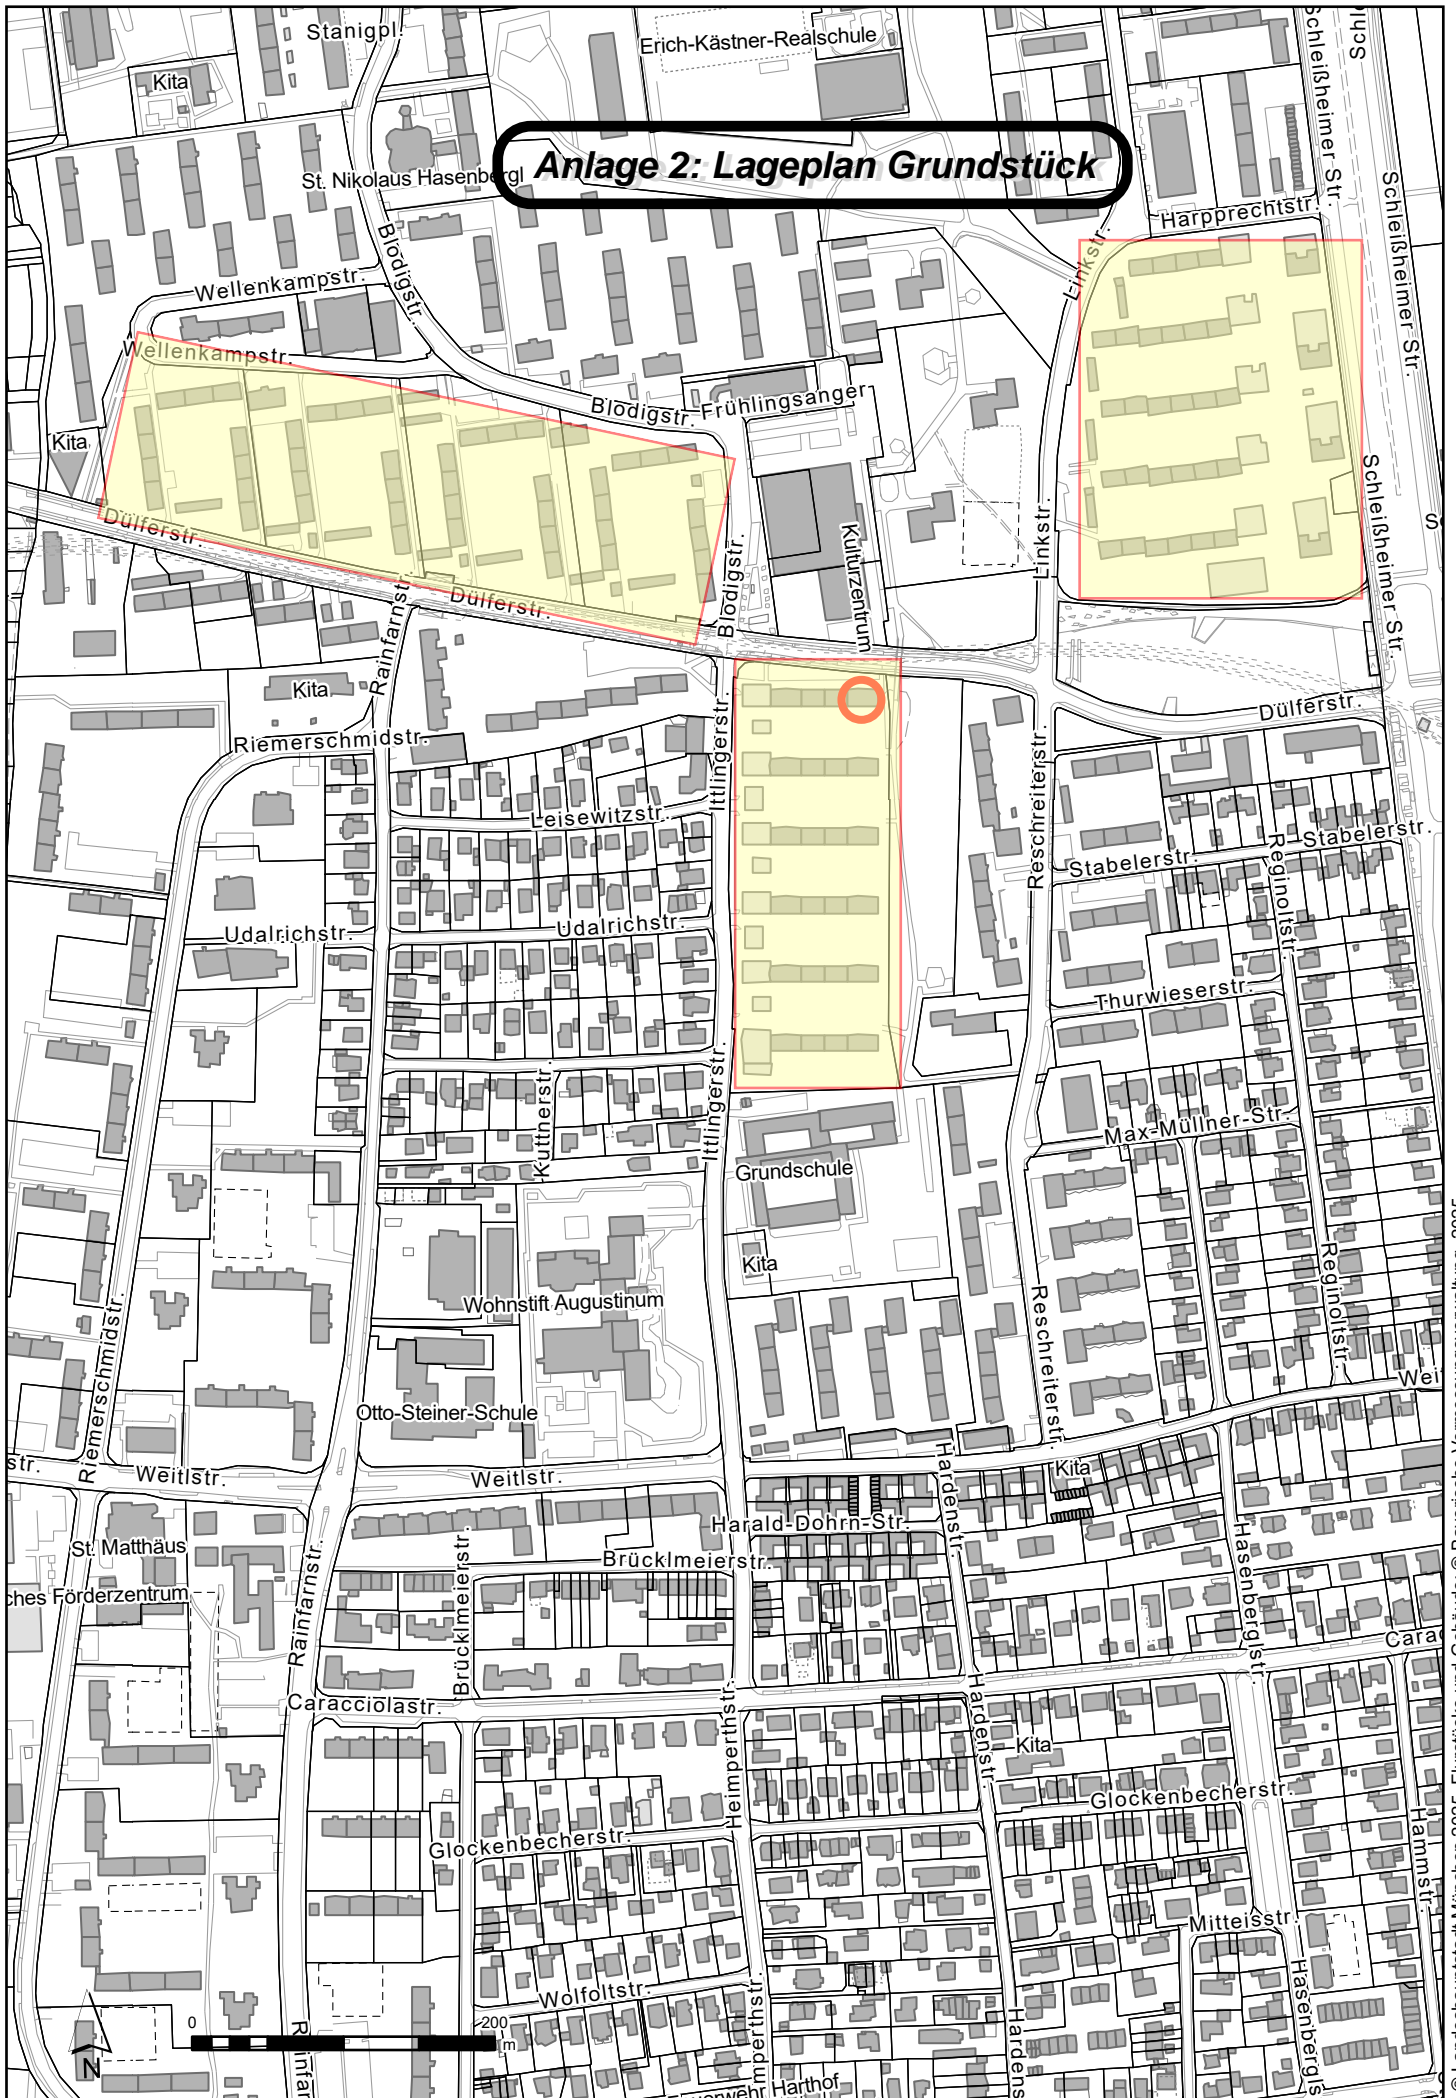 Stanigpl.
Erich-Kästner-Realschule
Kita
Schleißheimer Str.
Anlage 2: Lageplan Grundstück
St. Nikolaus Hasenbergl
Schleißheimer Str.
Harpprechtstr.
Blodigstr.
Linkstr.
Wellenkampstr.
Wellenkampstr.
Blodigstr.
Frühlingsanger
Kita
Schleißheimer Str.
Dülferstr.
Kulturzentrum
Linkstr.
Blodigstr.
Dülferstr.
Rainfarnstr.
Kita
Dülferstr.
Riemerschmidstr.
Ittlingerstr.
Reschreiterstr.
Leisewitzstr.
Stabelerstr.
Stabelerstr.
Reginoltstr.
Udalrichstr.
Udalrichstr.
Thurwieserstr.
Kuttnerstr.
Ittlingerstr.
Max-Müllner-Str.
Grundschule
Kita
Reginoltstr.
Wohnstift Augustinum
Riemerschmidstr.
Reschreiterstr.
Otto-Steiner-Schule
Weitlstr.
Weitlstr.
Hardenstr.
Kita
Harald-Dohrn-Str.
St. Matthäus
Brücklmeierstr.
Brücklmeierstr.
ches Förderzentrum
Rainfarnstr.
Hasenberglstr.
Caracciolastr.
Heimperthstr.
Hardenstr.
Kita
Glockenbecherstr.
Glockenbecherstr.
Hammstr.
Mitteisstr.
Wolfoltstr.
0
200
m
N